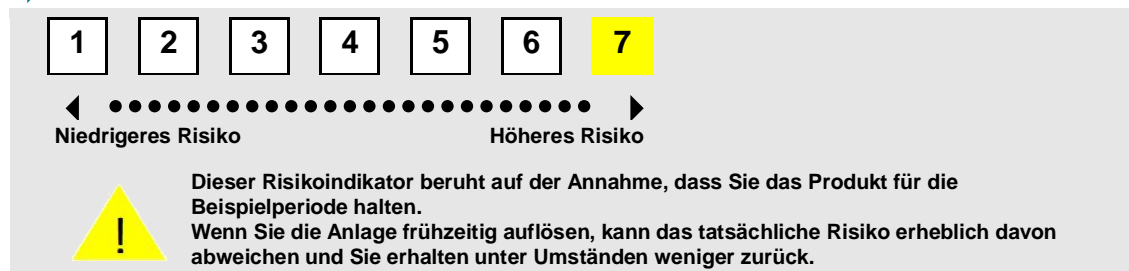 1 2 3 4 5 6 7
Niedrigeres Risiko Höheres Risiko
!
Dieser Risikoindikator beruht auf der Annahme, dass Sie das Produkt für die
Beispielperiode halten.
Wenn Sie die Anlage frühzeitig auflösen, kann das tatsächliche Risiko erheblich davon
abweichen und Sie erhalten unter Umständen weniger zurück.